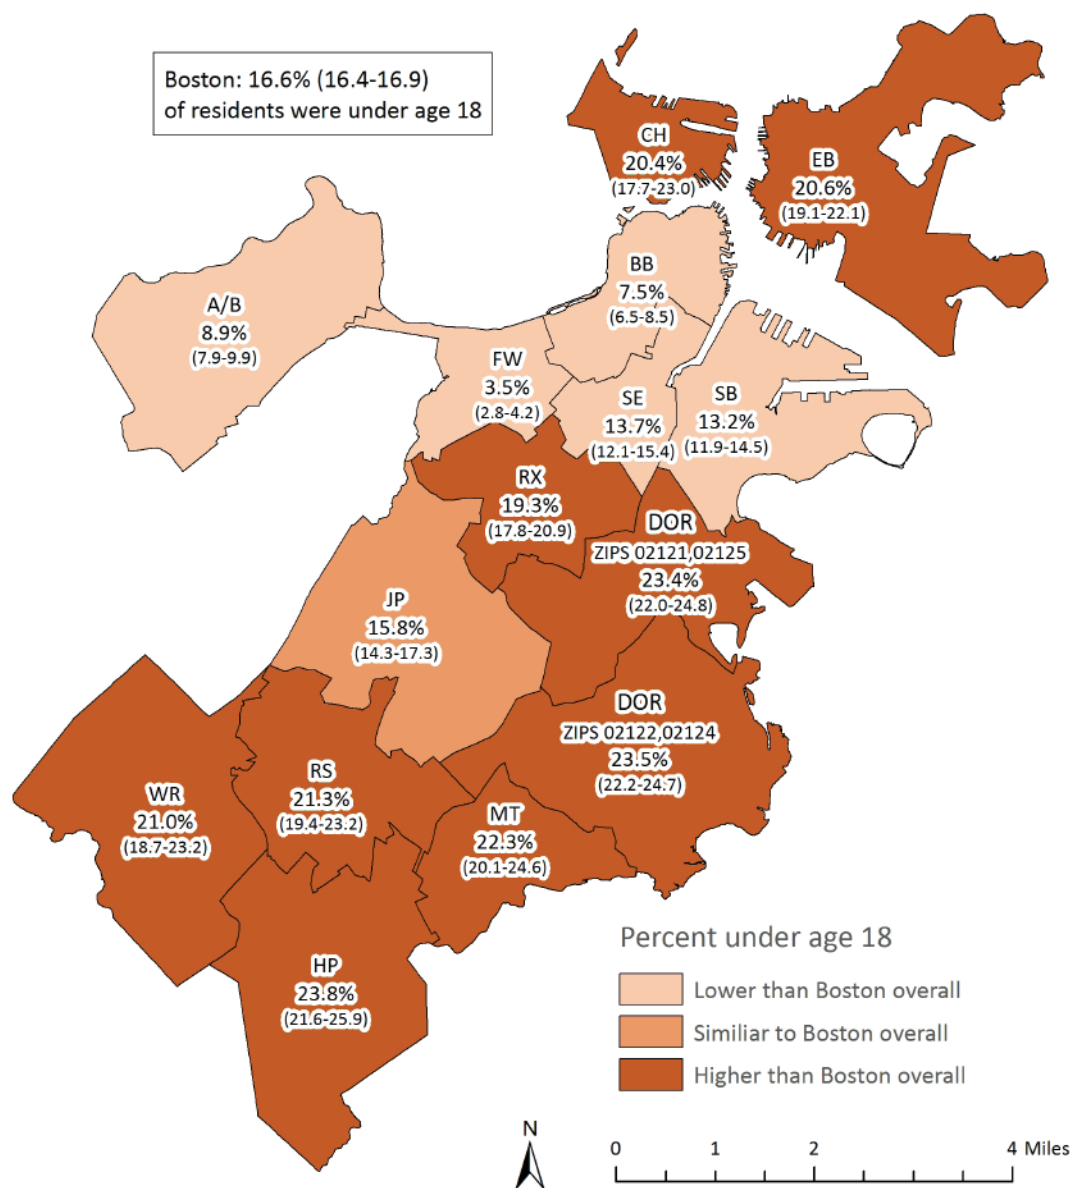 Boston: 16.6% (16.4-16.9)
of residents were under age 18
CH
20.4%
(17.7-23.0)
EB
20.6%
(19.1-22.1)
BB
7.5%
(6.5-8.5)
A/B
8.9%
(7.9-9.9)
FW
3.5%
(2.8-4.2)
SE
13.7%
(12.1-15.4)
SB
13.2%
(11.9-14.5)
RX
19.3%
(17.8-20.9)
DOR
ZIPS 02121,02125
23.4%
(22.0-24.8)
JP
15.8%
(14.3-17.3)
DOR
ZIPS 02122,02124
23.5%
(22.2-24.7)
RS
21.3%
(19.4-23.2)
WR
21.0%
(18.7-23.2)
MT
22.3%
(20.1-24.6)
HP
23.8%
(21.6-25.9)
Percent under age 18
Lower than Boston overall
Similiar to Boston overall
Higher than Boston overall
N
0 1 2 4 Miles